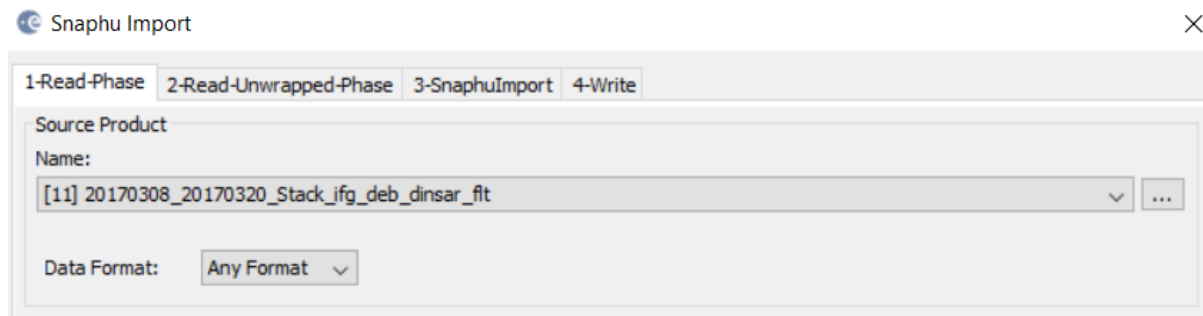 Snaphu Import
1-Read-Phase 2-Read-Unwrapped-Phase 3-SnaphuImport 4-Write
Source Product
Name:
[11] 20170308_20170320_Stack_ifg_deb_dinsar_flt
...
Data Format: Any Format